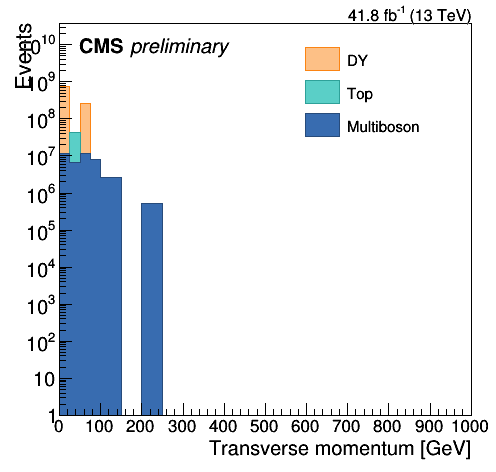 41.8 fb⁻¹ (13 TeV)
Events
CMS preliminary
DY
Top
Multiboson
10¹⁰
10⁹
10⁸
10⁷
10⁶
10⁵
10⁴
10³
10²
10
1
0 100 200 300 400 500 600 700 800 900 1000
Transverse momentum [GeV]